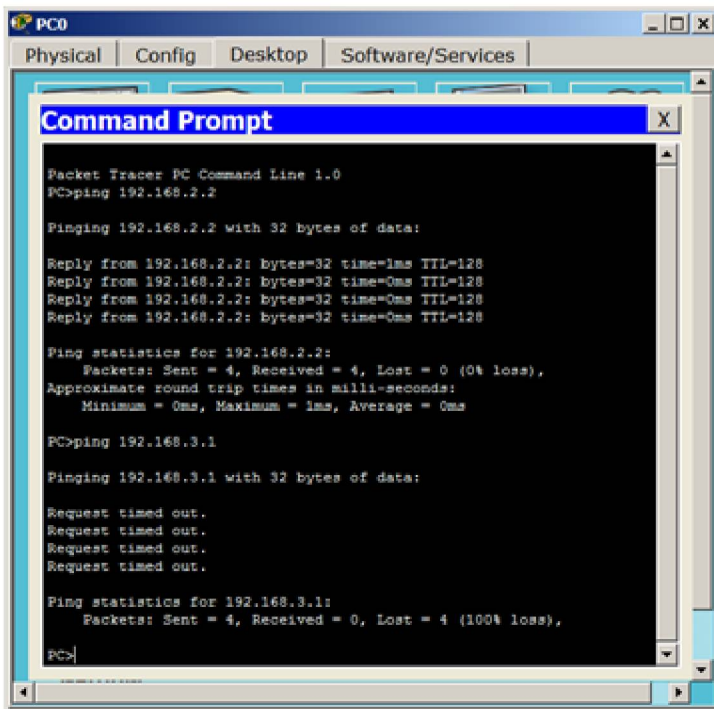 PC0
Physical Config Desktop Software/Services
Command Prompt X
Packet Tracer PC Command Line 1.0
PC>ping 192.168.2.2
Pinging 192.168.2.2 with 32 bytes of data:
Reply from 192.168.2.2: bytes=32 time=1ms TTL=128
Reply from 192.168.2.2: bytes=32 time=0ms TTL=128
Reply from 192.168.2.2: bytes=32 time=0ms TTL=128
Reply from 192.168.2.2: bytes=32 time=0ms TTL=128
Ping statistics for 192.168.2.2:
Packets: Sent = 4, Received = 4, Lost = 0 (0% loss),
Approximate round trip times in milli-seconds:
Minimum = 0ms, Maximum = 1ms, Average = 0ms
PC>ping 192.168.3.1
Pinging 192.168.3.1 with 32 bytes of data:
Request timed out.
Request timed out.
Request timed out.
Request timed out.
Ping statistics for 192.168.3.1:
Packets: Sent = 4, Received = 0, Lost = 4 (100% loss),
PC>